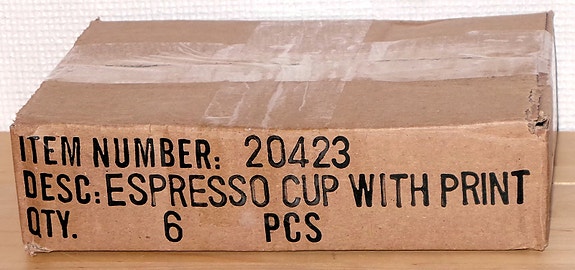 ITEM NUMBER: 20423
DESC: ESPRESSO CUP WITH PRINT
QTY. 6 PCS